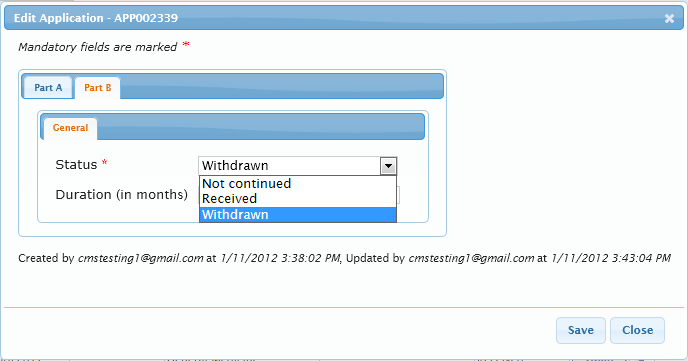 Edit Application - APP002339
Mandatory fields are marked *
Part A Part B
General
Status * Withdrawn
Not continued
Duration (in months)
Received
Withdrawn
Created by cmstesting1@gmail.com at 1/11/2012 3:38:02 PM, Updated by cmstesting1@gmail.com at 1/11/2012 3:43:04 PM
Save Close